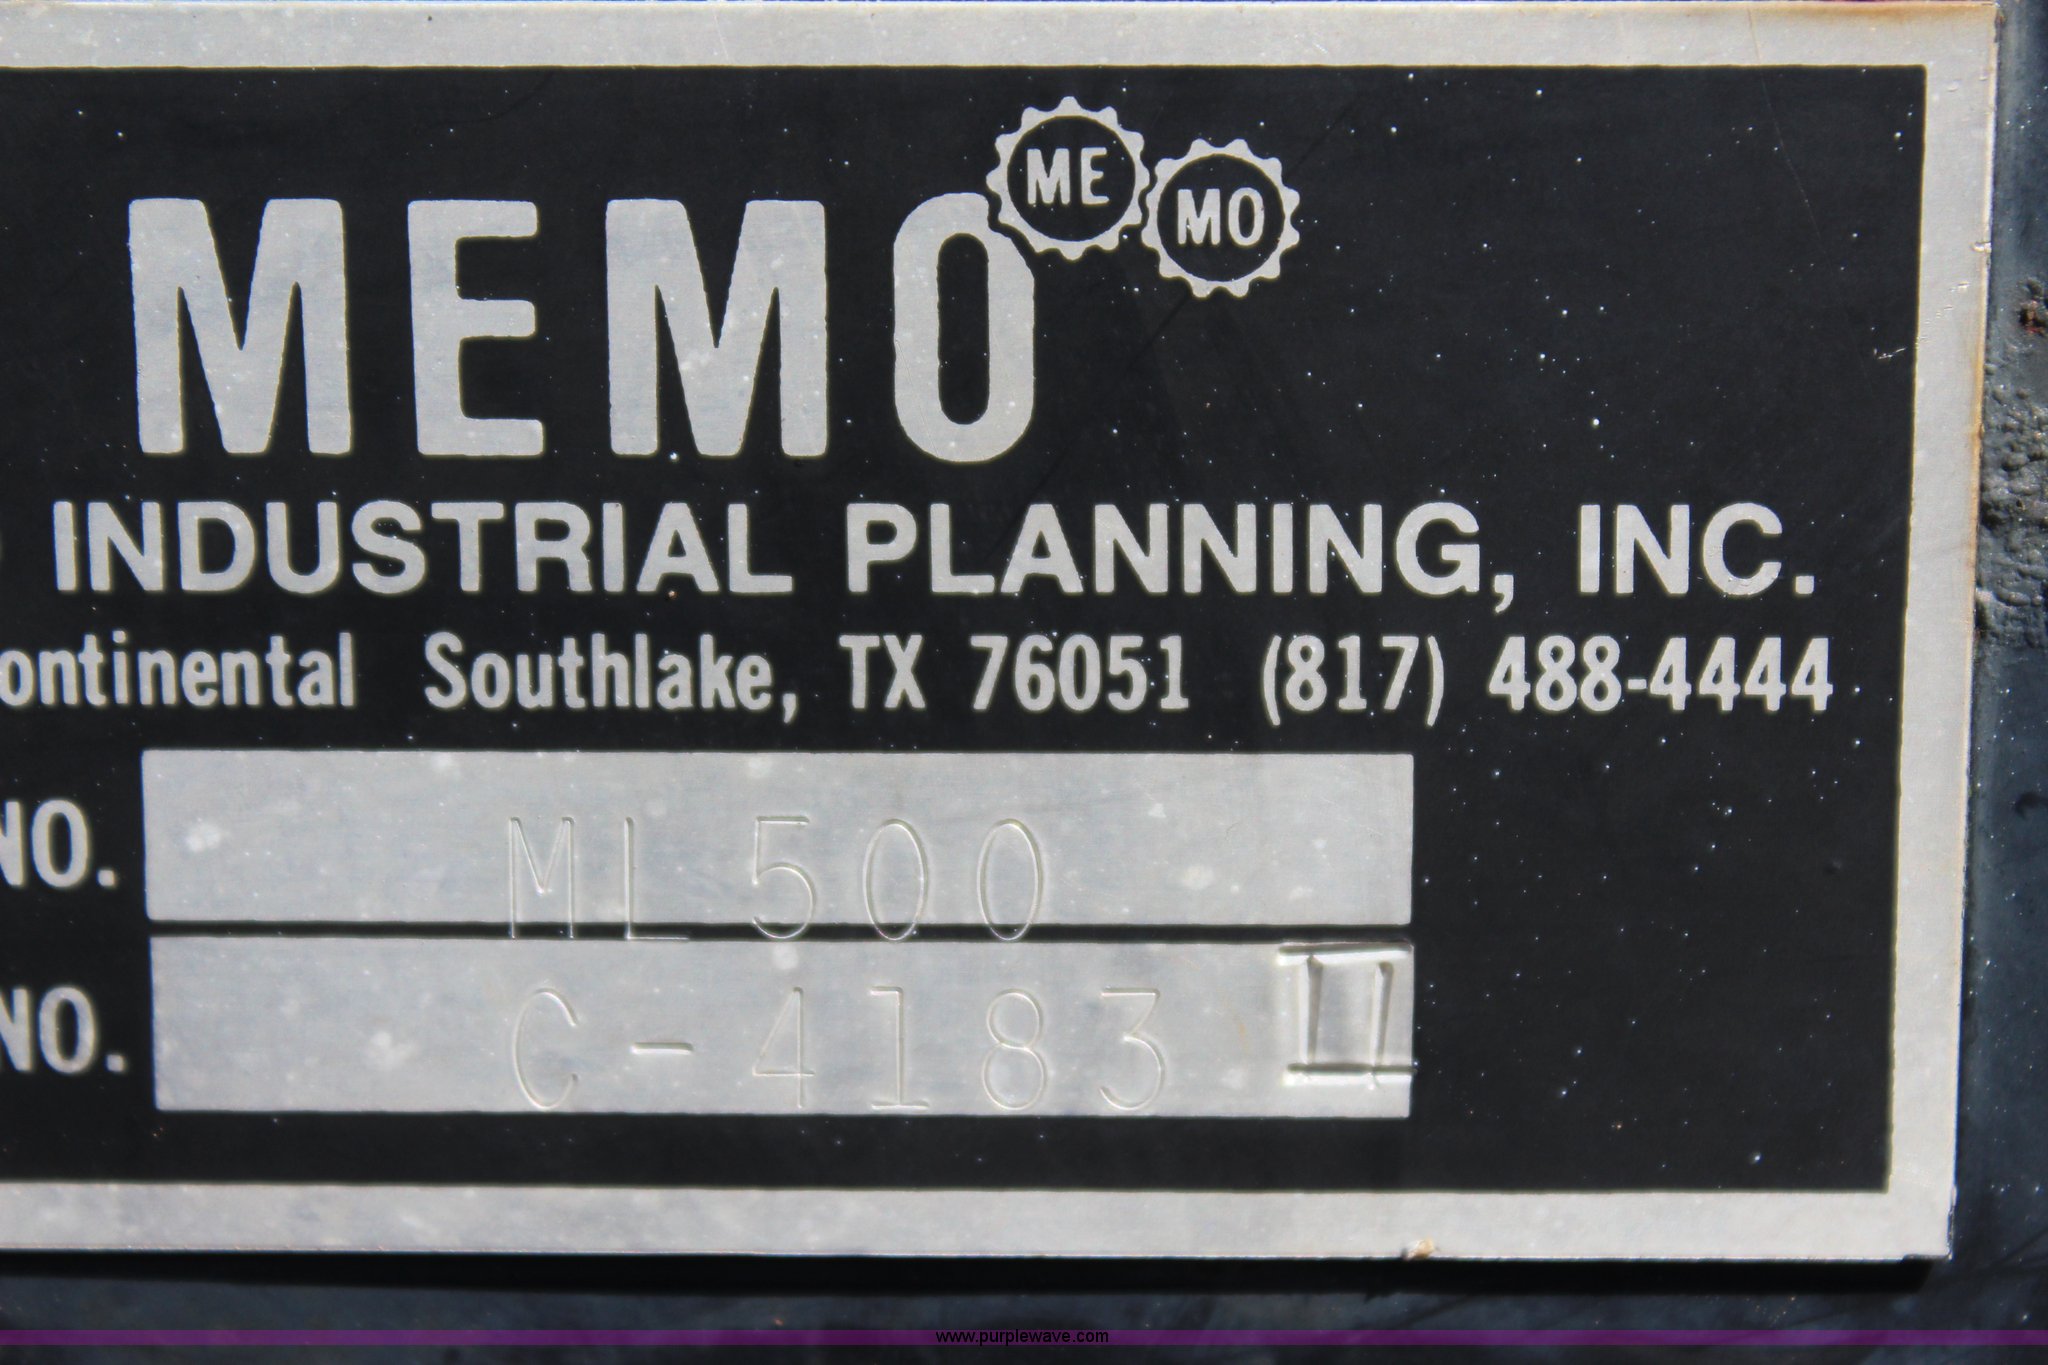 MEMO
ME MO
INDUSTRIAL PLANNING, INC.
ontinental Southlake, TX 76051 (817) 488-4444
NO. ML500
NO. C-4183 II
www.purplewave.com